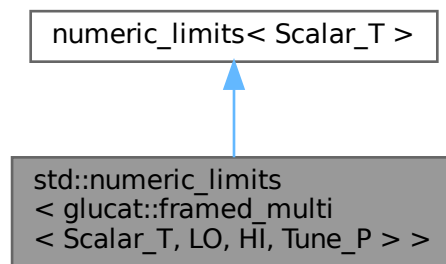 numeric_limits< Scalar_T >
std::numeric_limits
< glucat::framed_multi
< Scalar_T, LO, HI, Tune_P > >